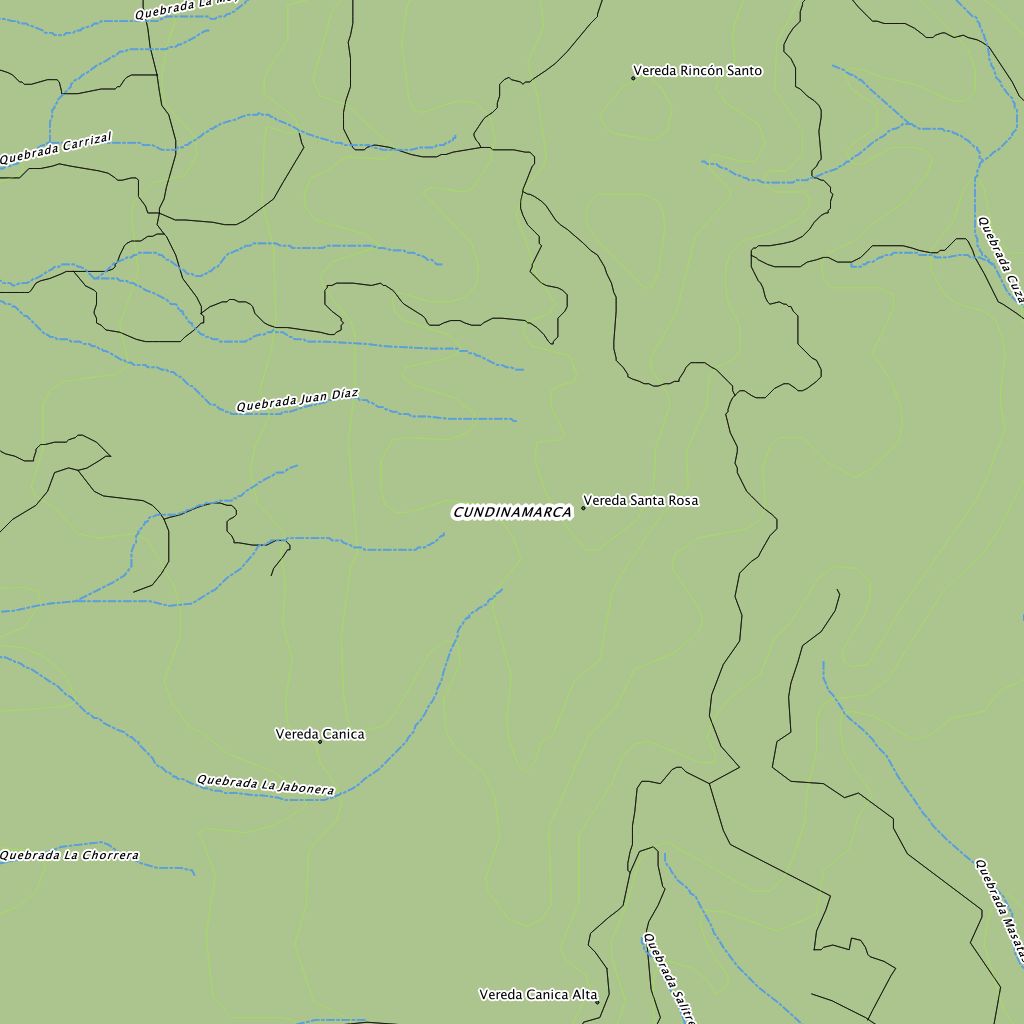 Quebrada La
Vereda Rincón Santo
Quebrada Carrizal
Quebrada Cuza
Quebrada Juan Díaz
Vereda Santa Rosa
CUNDINAMARCA
Vereda Canica
Quebrada La Jabonera
Quebrada La Chorrera
Quebrada Masatas
Quebrada Salitre
Vereda Canica Alta